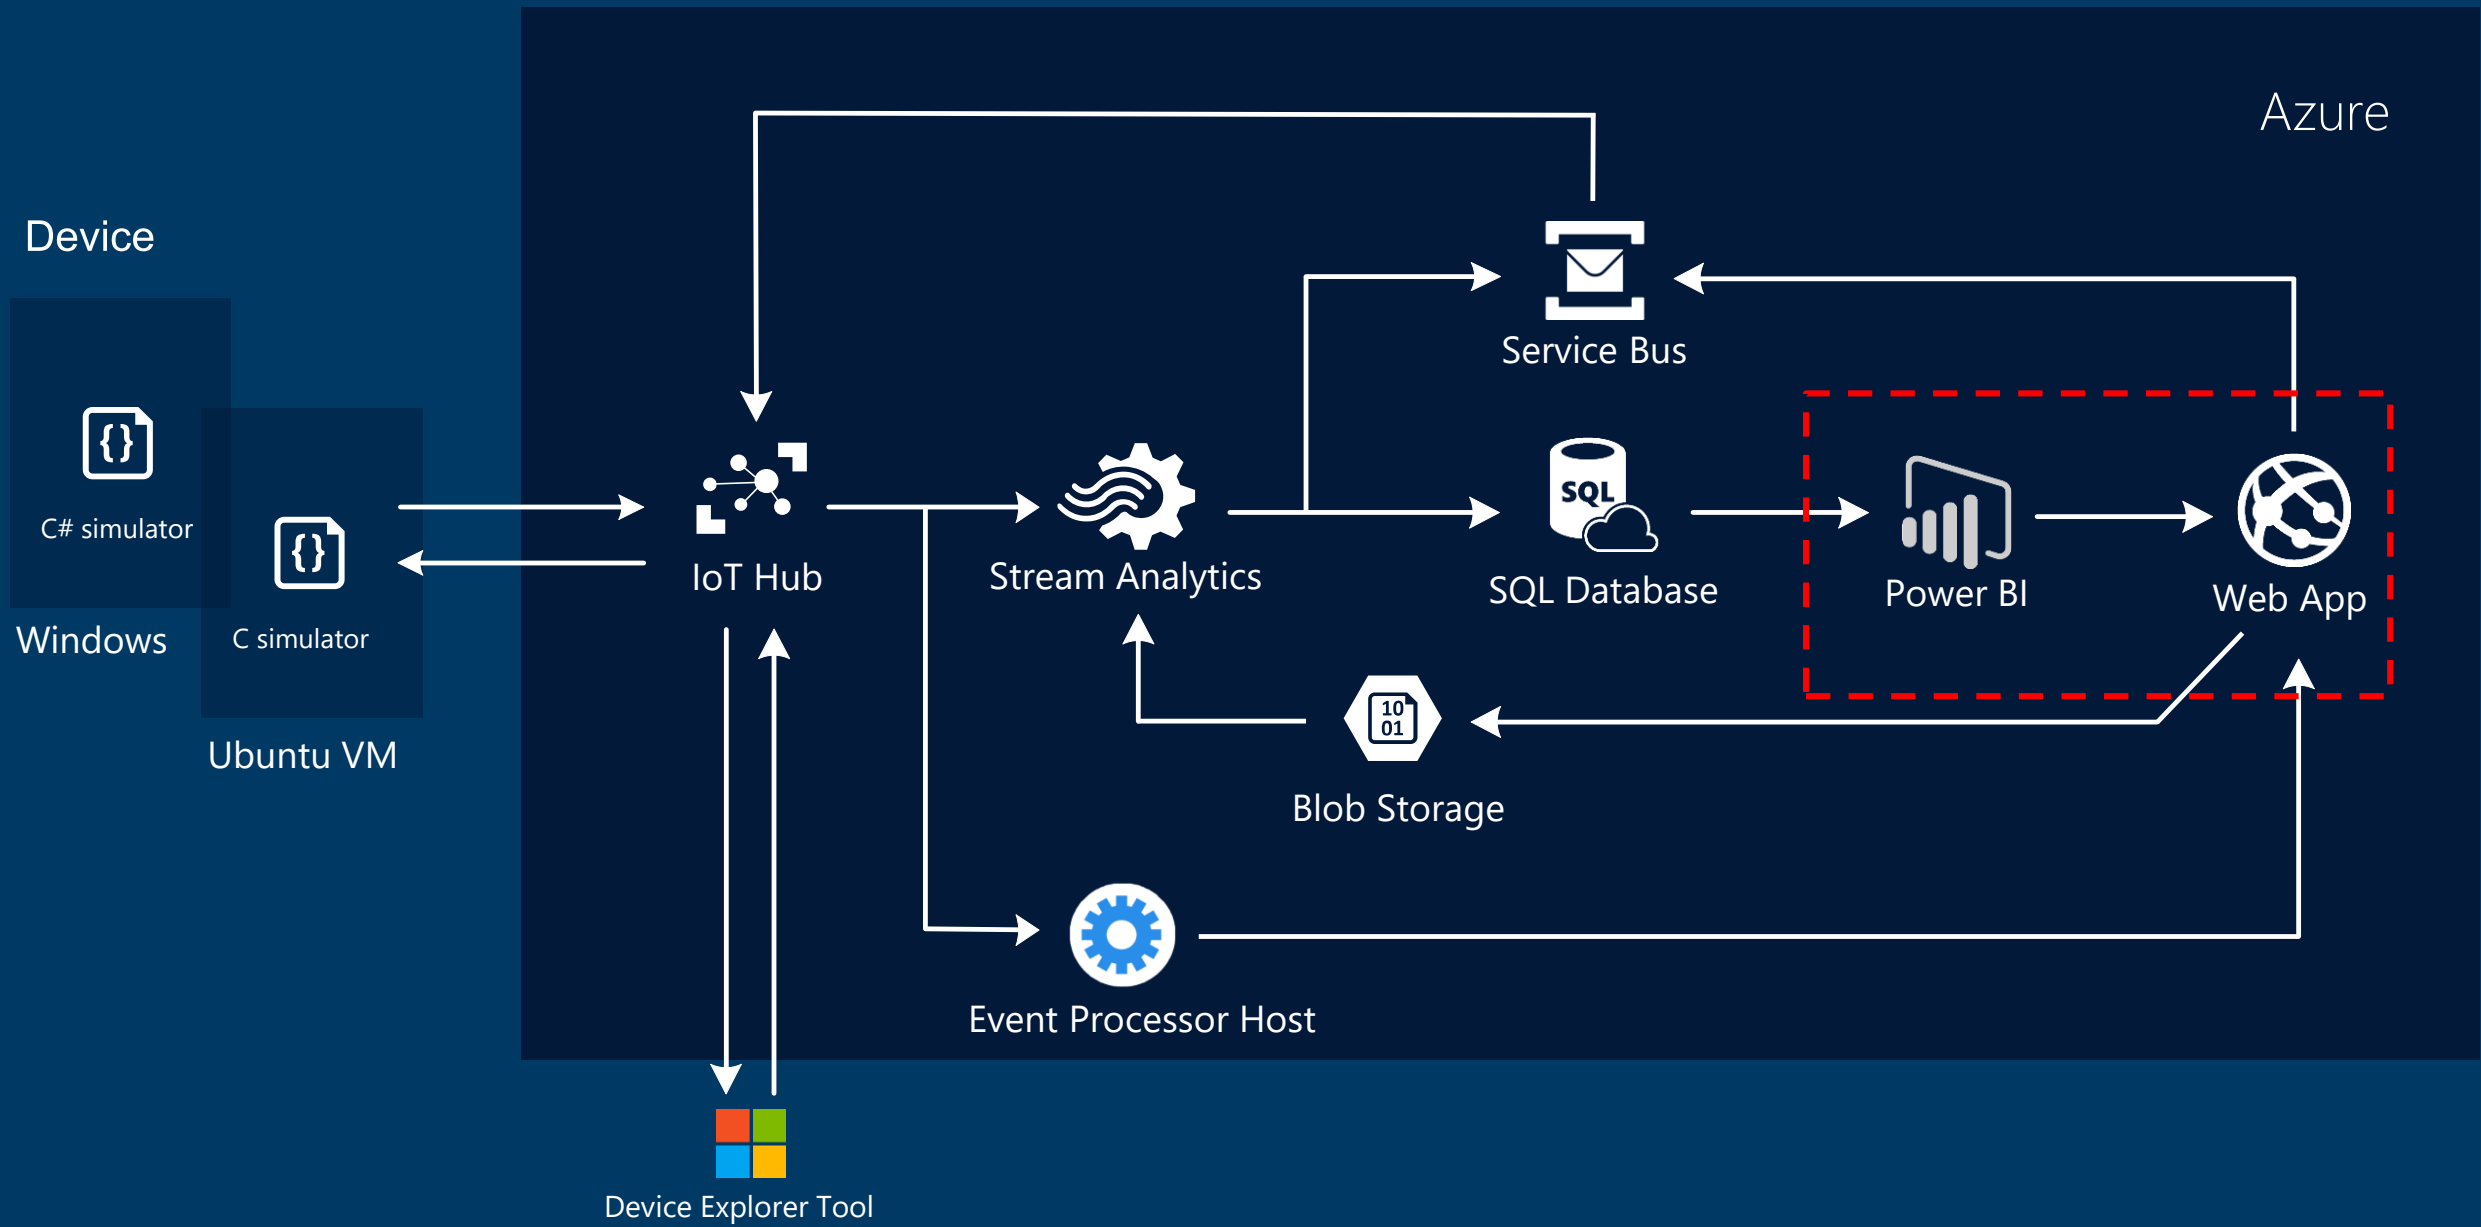 Azure
Device
Service Bus
{}
C# simulator
{}
C simulator
Windows
Ubuntu VM
IoT Hub
Stream Analytics
SQL
SQL Database
Power BI
Web App
10
01
Blob Storage
Event Processor Host
Device Explorer Tool